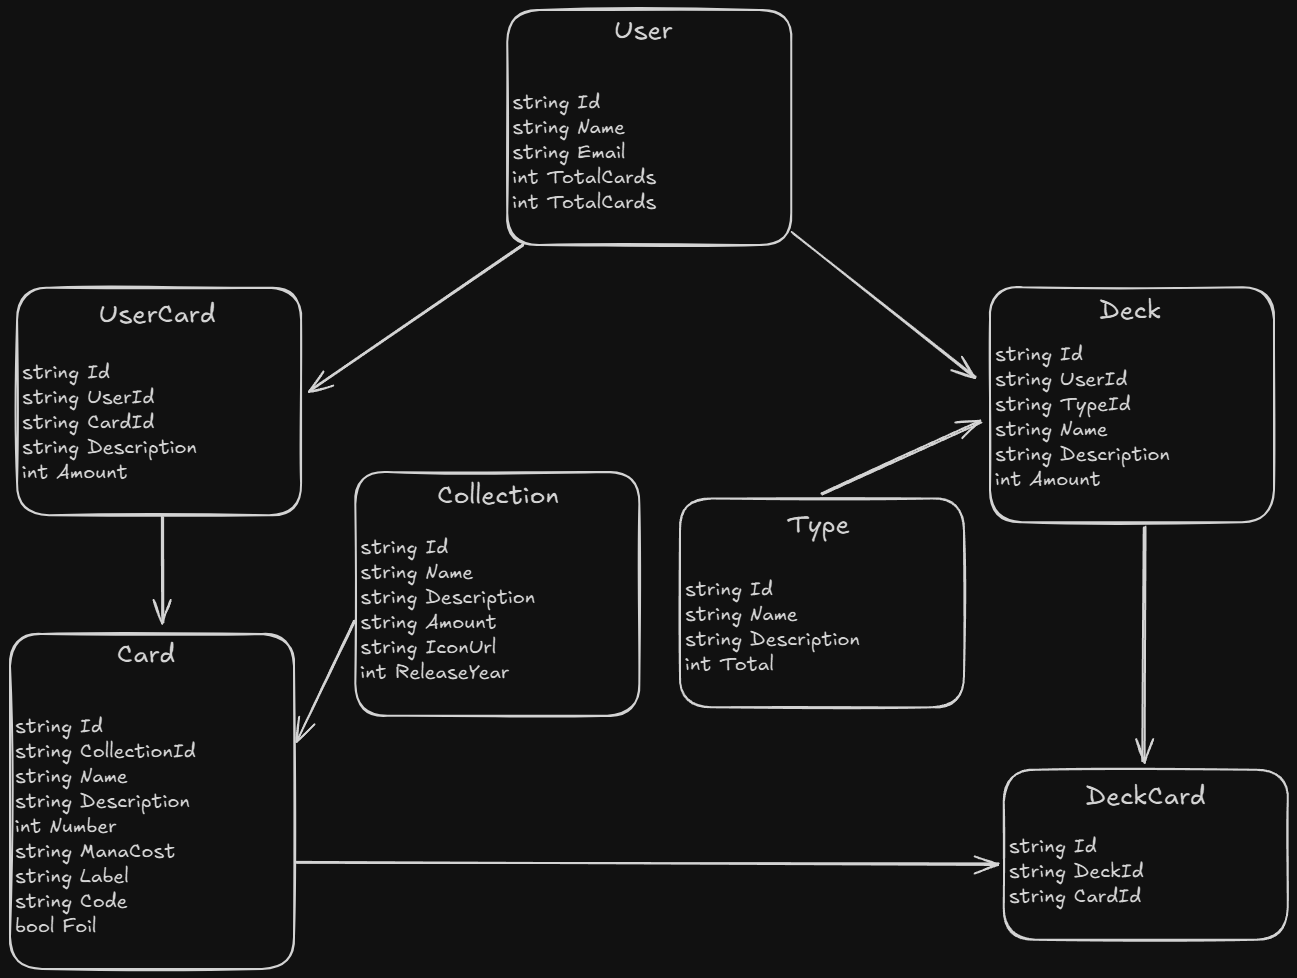 User
string Id
string Name
string Email
int TotalCards
int TotalCards
UserCard
string Id
string UserId
string CardId
string Description
int Amount
Deck
string Id
string UserId
string TypeId
string Name
string Description
int Amount
Collection
string Id
string Name
string Description
string Amount
string IconUrl
int ReleaseYear
Type
string Id
string Name
string Description
int Total
Card
string Id
string CollectionId
string Name
string Description
int Number
string ManaCost
string Label
string Code
bool Foil
DeckCard
string Id
string DeckId
string CardId